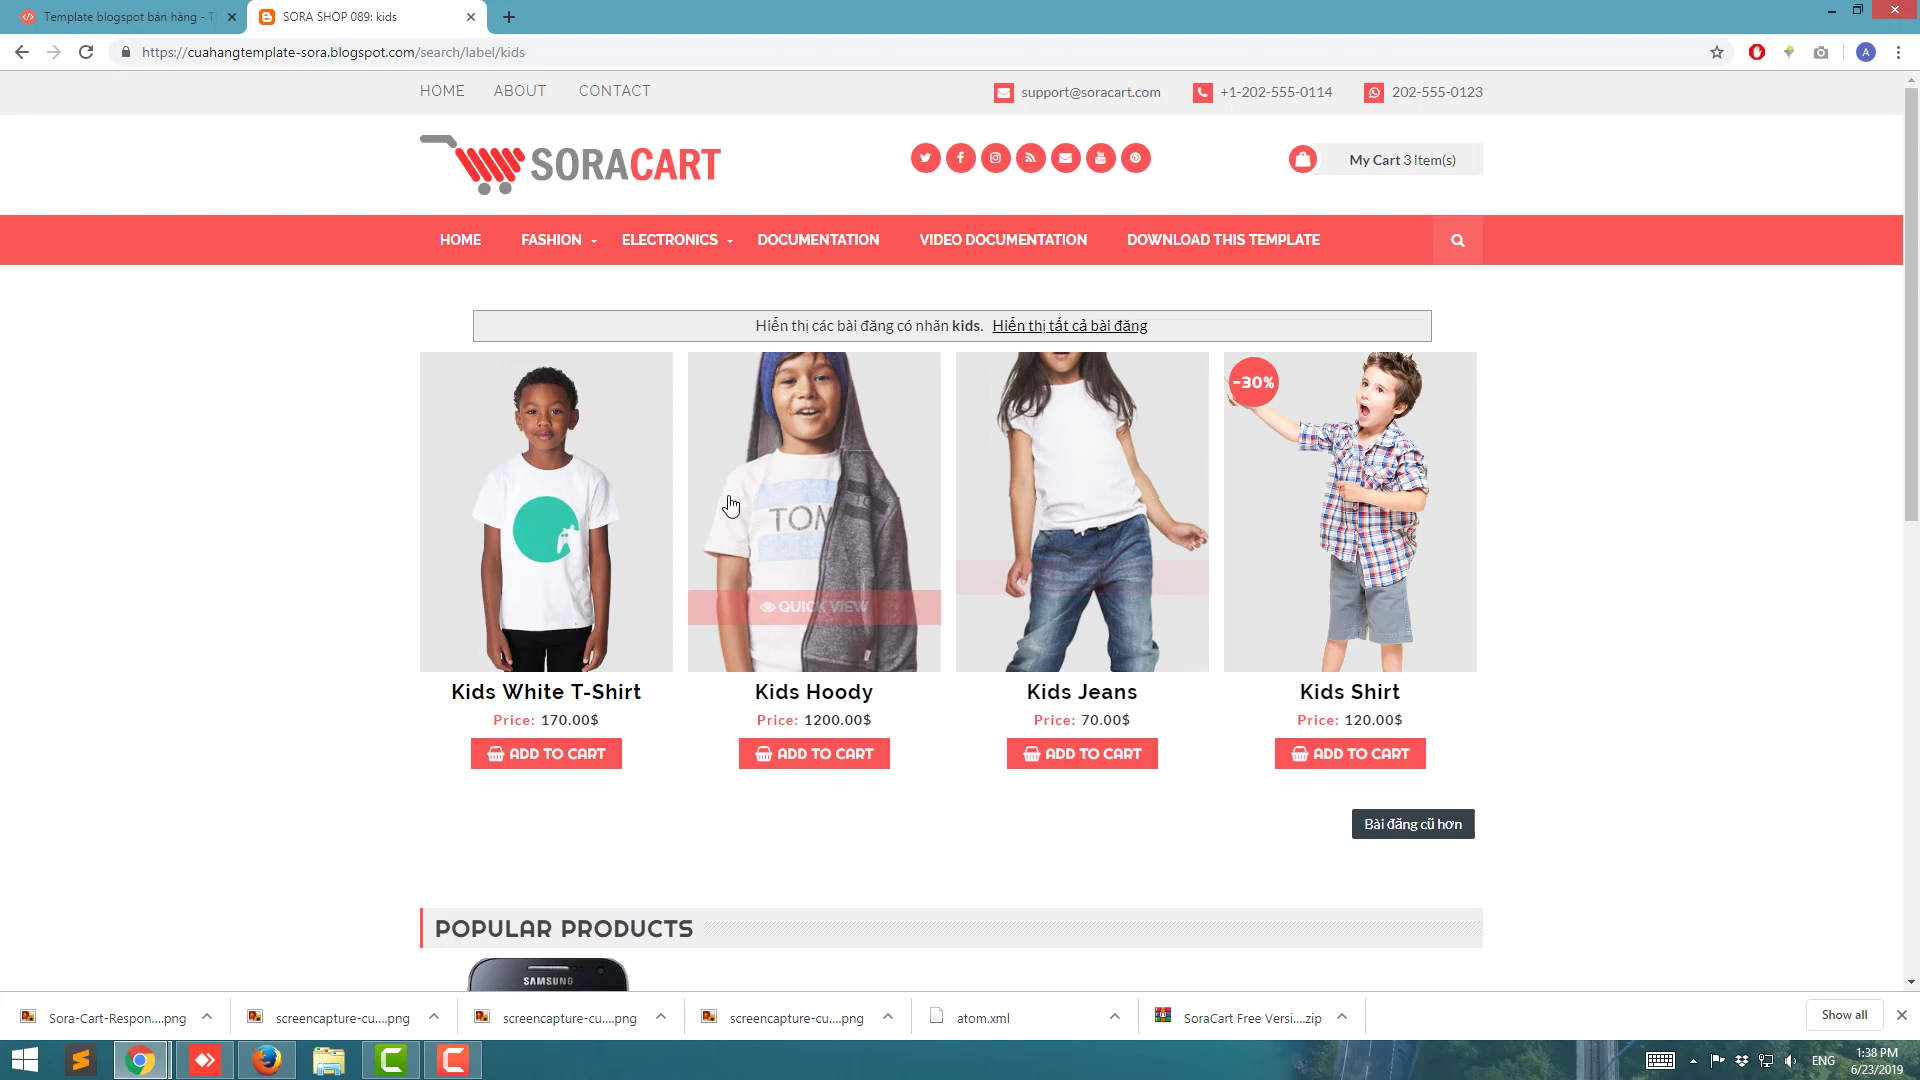 Template blogspot bán hàng - T
SORA SHOP 089: kids
https://cuahangtemplate-sora.blogspot.com/search/label/kids
A
HOME ABOUT CONTACT
support@soracart.com
+1-202-555-0114
202-555-0123
SORACART
My Cart 3 item(s)
HOME FASHION ELECTRONICS DOCUMENTATION VIDEO DOCUMENTATION DOWNLOAD THIS TEMPLATE
Hiển thị các bài đăng có nhãn kids. Hiển thị tất cả bài đăng
-30%
TOM
QUICK VIEW
Kids White T-Shirt
Price: 170.00$
ADD TO CART
Kids Hoody
Price: 1200.00$
ADD TO CART
Kids Jeans
Price: 70.00$
ADD TO CART
Kids Shirt
Price: 120.00$
ADD TO CART
Bài đăng cũ hơn
POPULAR PRODUCTS
SAMSUNG
Sora-Cart-Respon....png
screencapture-cu....png
screencapture-cu....png
screencapture-cu....png
atom.xml
SoraCart Free Versi....zip
Show all
ENG
1:38 PM
6/23/2019